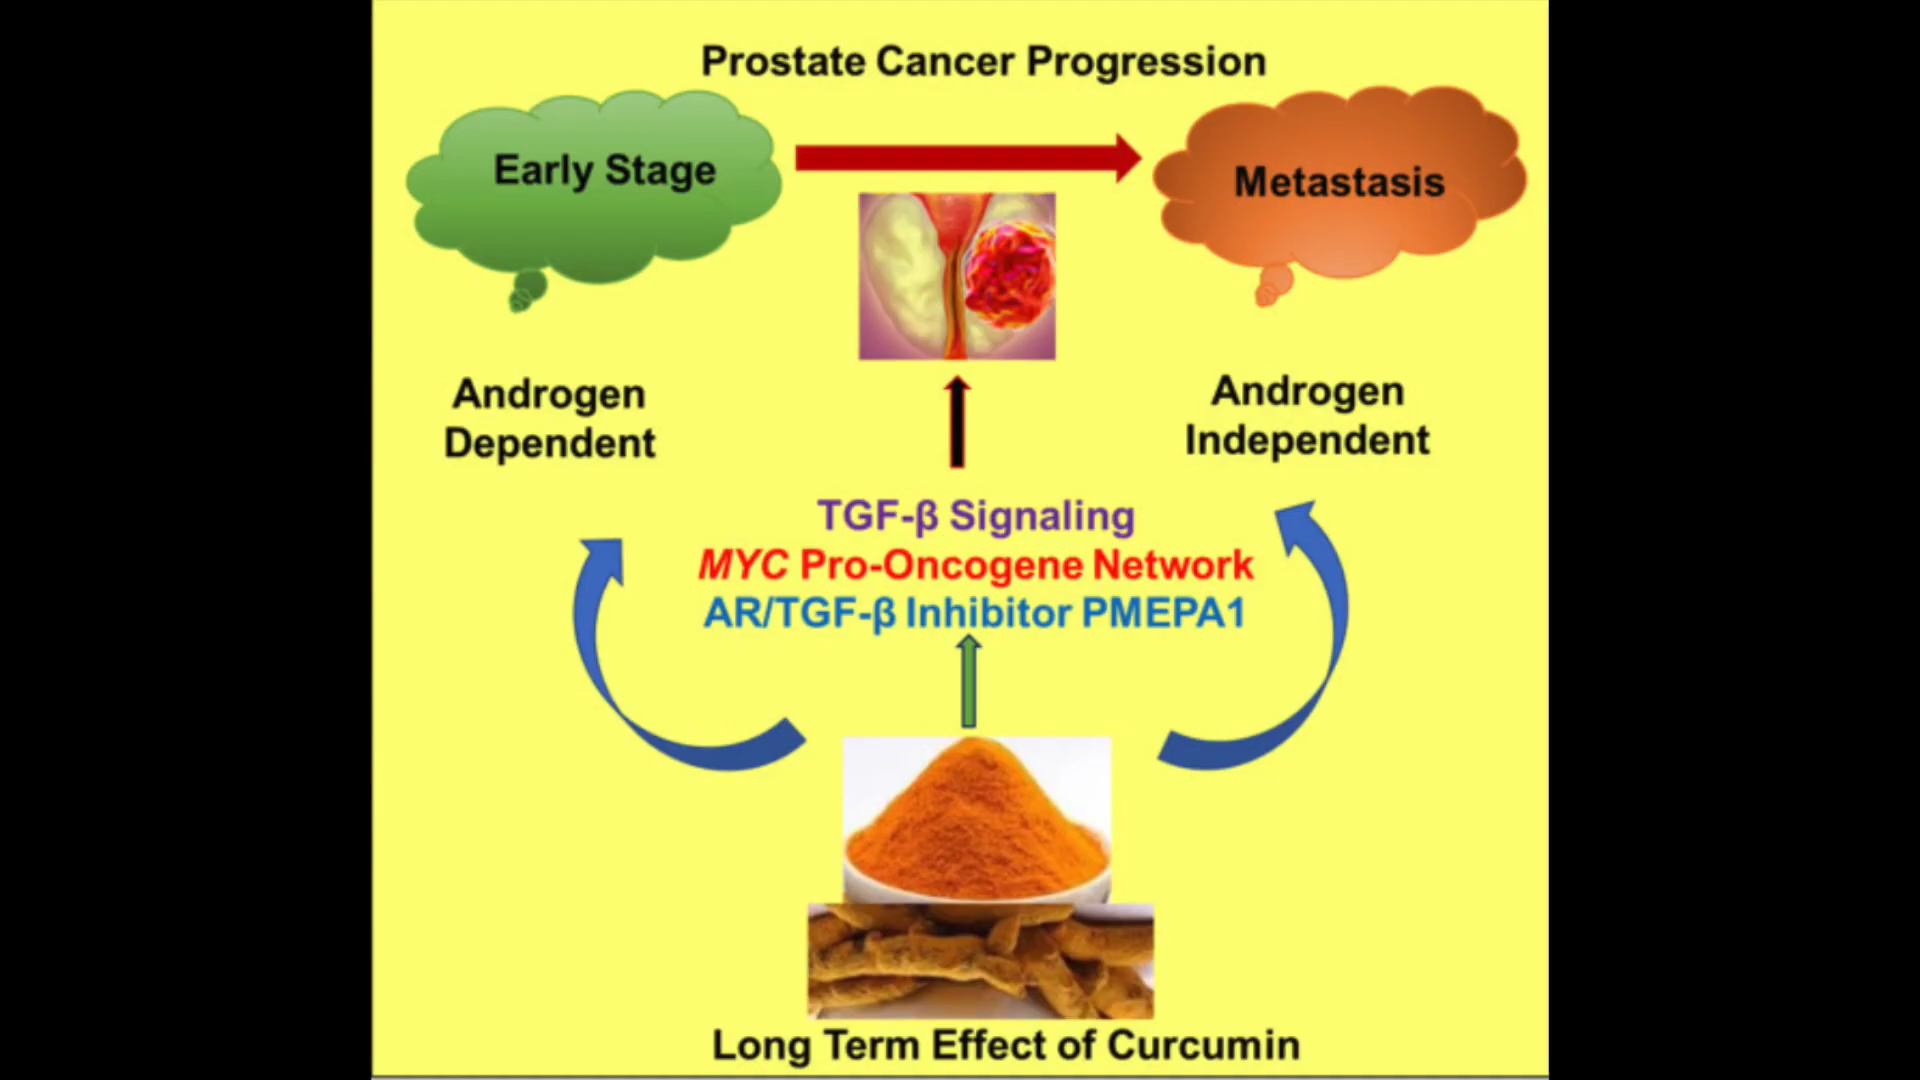 Prostate Cancer Progression
Early Stage
Metastasis
Androgen
Dependent
Androgen
Independent
TGF-β Signaling
MYC Pro-Oncogene Network
AR/TGF-β Inhibitor PMEPA1
Long Term Effect of Curcumin